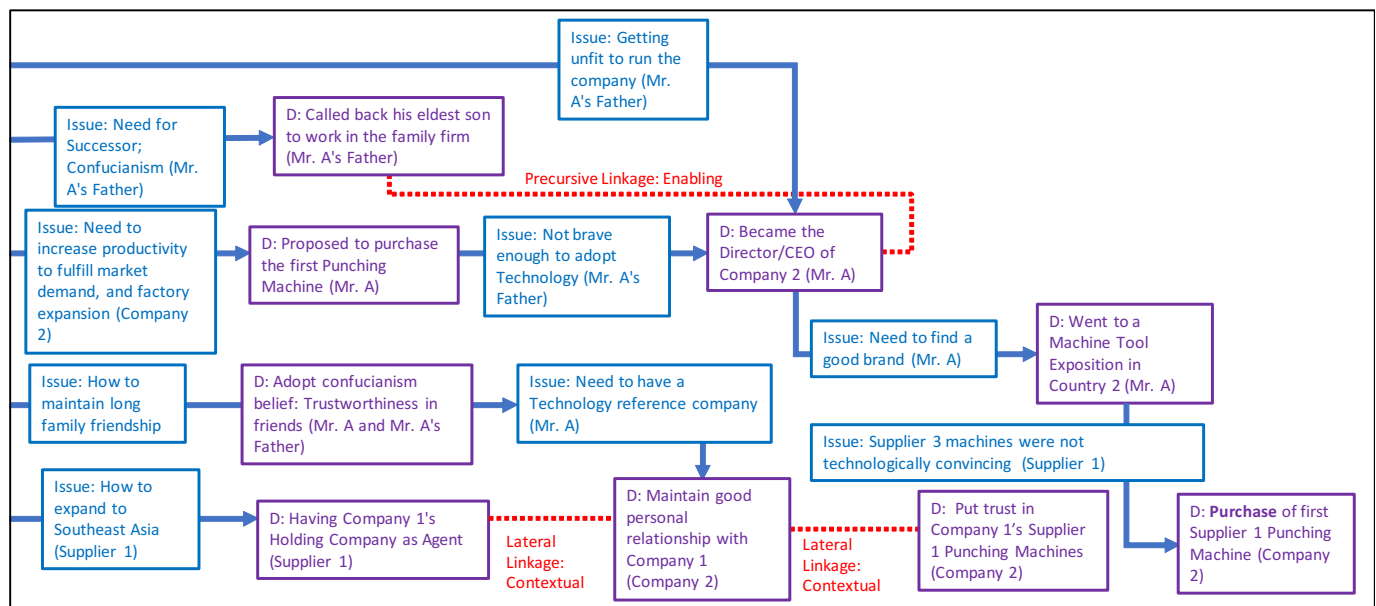 Issue: Getting
unfit to run the
company (Mr.
A's Father)
Issue: Need for
Successor;
Confucianism (Mr.
A's Father)
D: Called back his eldest son
to work in the family firm
(Mr. A's Father)
Precursive Linkage: Enabling
Issue: Need to
increase productivity
to fulfill market
demand, and factory
expansion (Company
2)
D: Proposed to purchase
the first Punching
Machine (Mr. A)
Issue: Not brave
enough to adopt
Technology (Mr. A's
Father)
D: Became the
Director/CEO of
Company 2 (Mr. A)
Issue: Need to find a
good brand (Mr. A)
D: Went to a
Machine Tool
Exposition in
Country 2 (Mr. A)
Issue: How to
maintain long
family friendship
D: Adopt confucianism
belief: Trustworthiness in
friends (Mr. A and Mr. A's
Father)
Issue: Need to have a
Technology reference company
(Mr. A)
Issue: Supplier 3 machines were not
technologically convincing (Supplier 1)
Issue: How to
expand to
Southeast Asia
(Supplier 1)
D: Having Company 1's
Holding Company as Agent
(Supplier 1)
Lateral
Linkage:
Contextual
D: Maintain good
personal
relationship with
Company 1
(Company 2)
Lateral
Linkage:
Contextual
D: Put trust in
Company 1’s Supplier
1 Punching Machines
(Company 2)
D: Purchase of first
Supplier 1 Punching
Machine (Company
2)